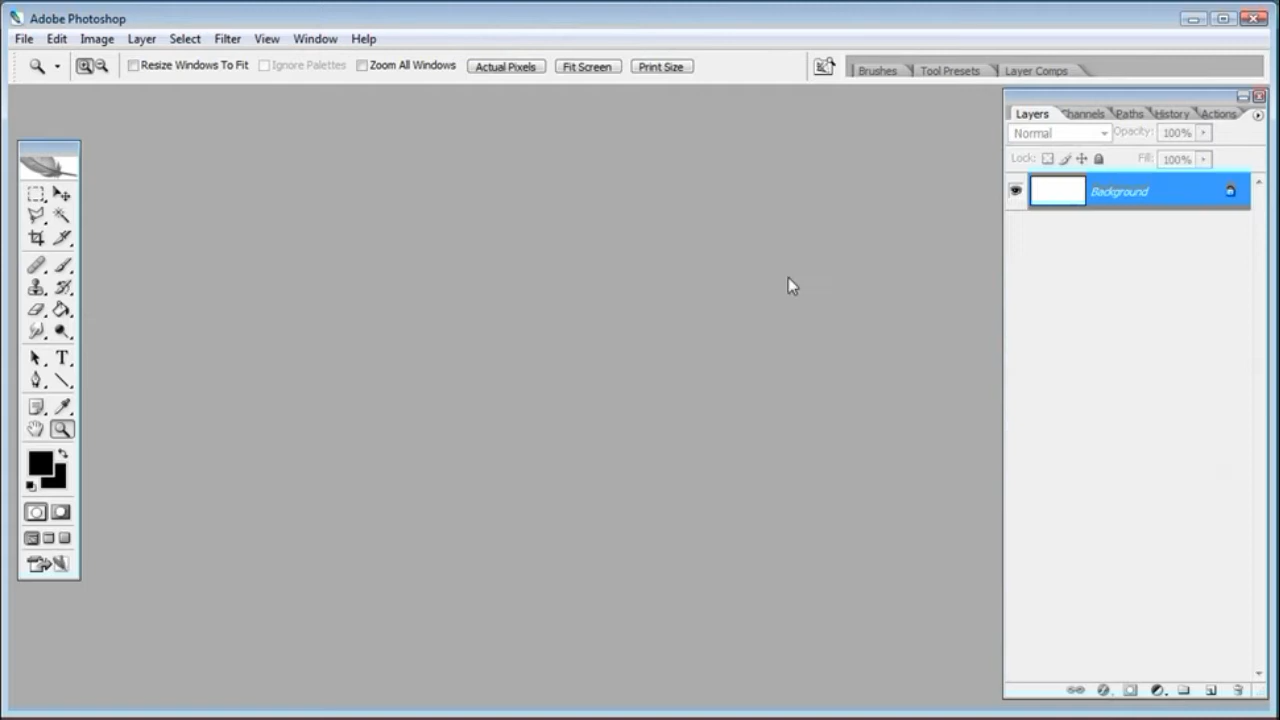 Adobe Photoshop
File Edit Image Layer Select Filter View Window Help
Resize Windows To Fit Ignore Palettes Zoom All Windows Actual Pixels Fit Screen Print Size Brushes Tool Presets Layer Comps
Layers Channels Paths History Actions
Normal Opacity: 100%
Lock: Fill: 100%
Background
T